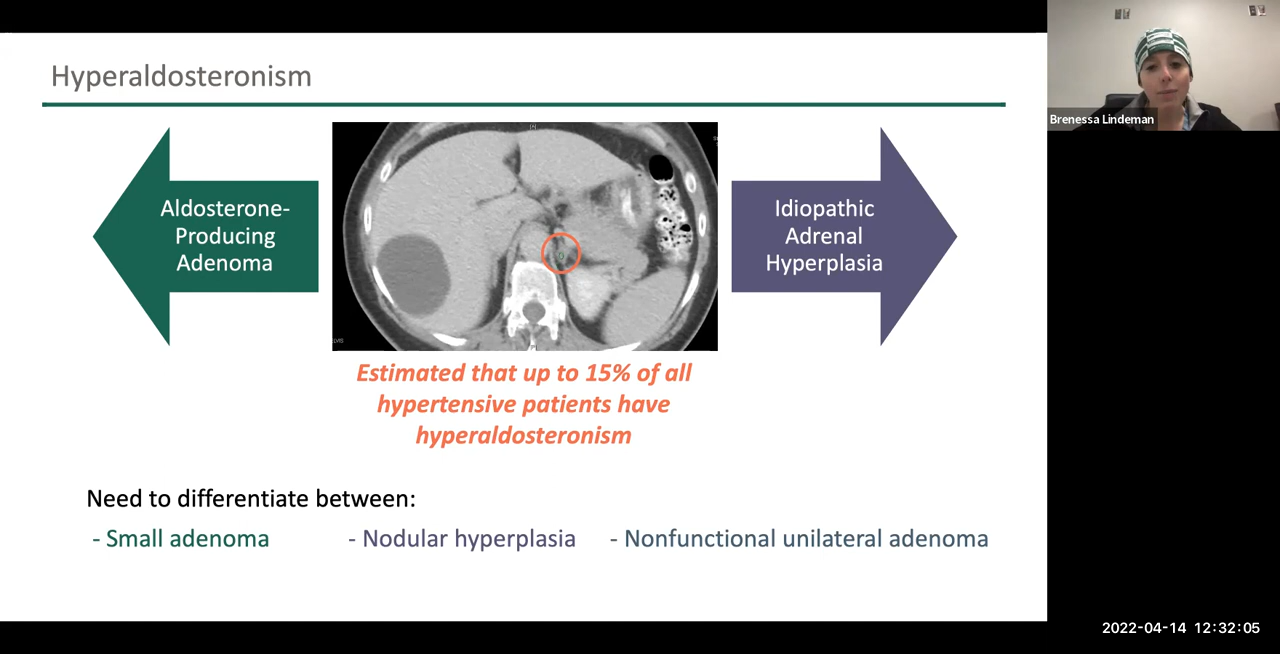 Hyperaldosteronism
Aldosterone-
Producing
Adenoma
Idiopathic
Adrenal
Hyperplasia
Estimated that up to 15% of all
hypertensive patients have
hyperaldosteronism
Need to differentiate between:
- Small adenoma
- Nodular hyperplasia
- Nonfunctional unilateral adenoma
Brenessa Lindeman
2022-04-14 12:32:05